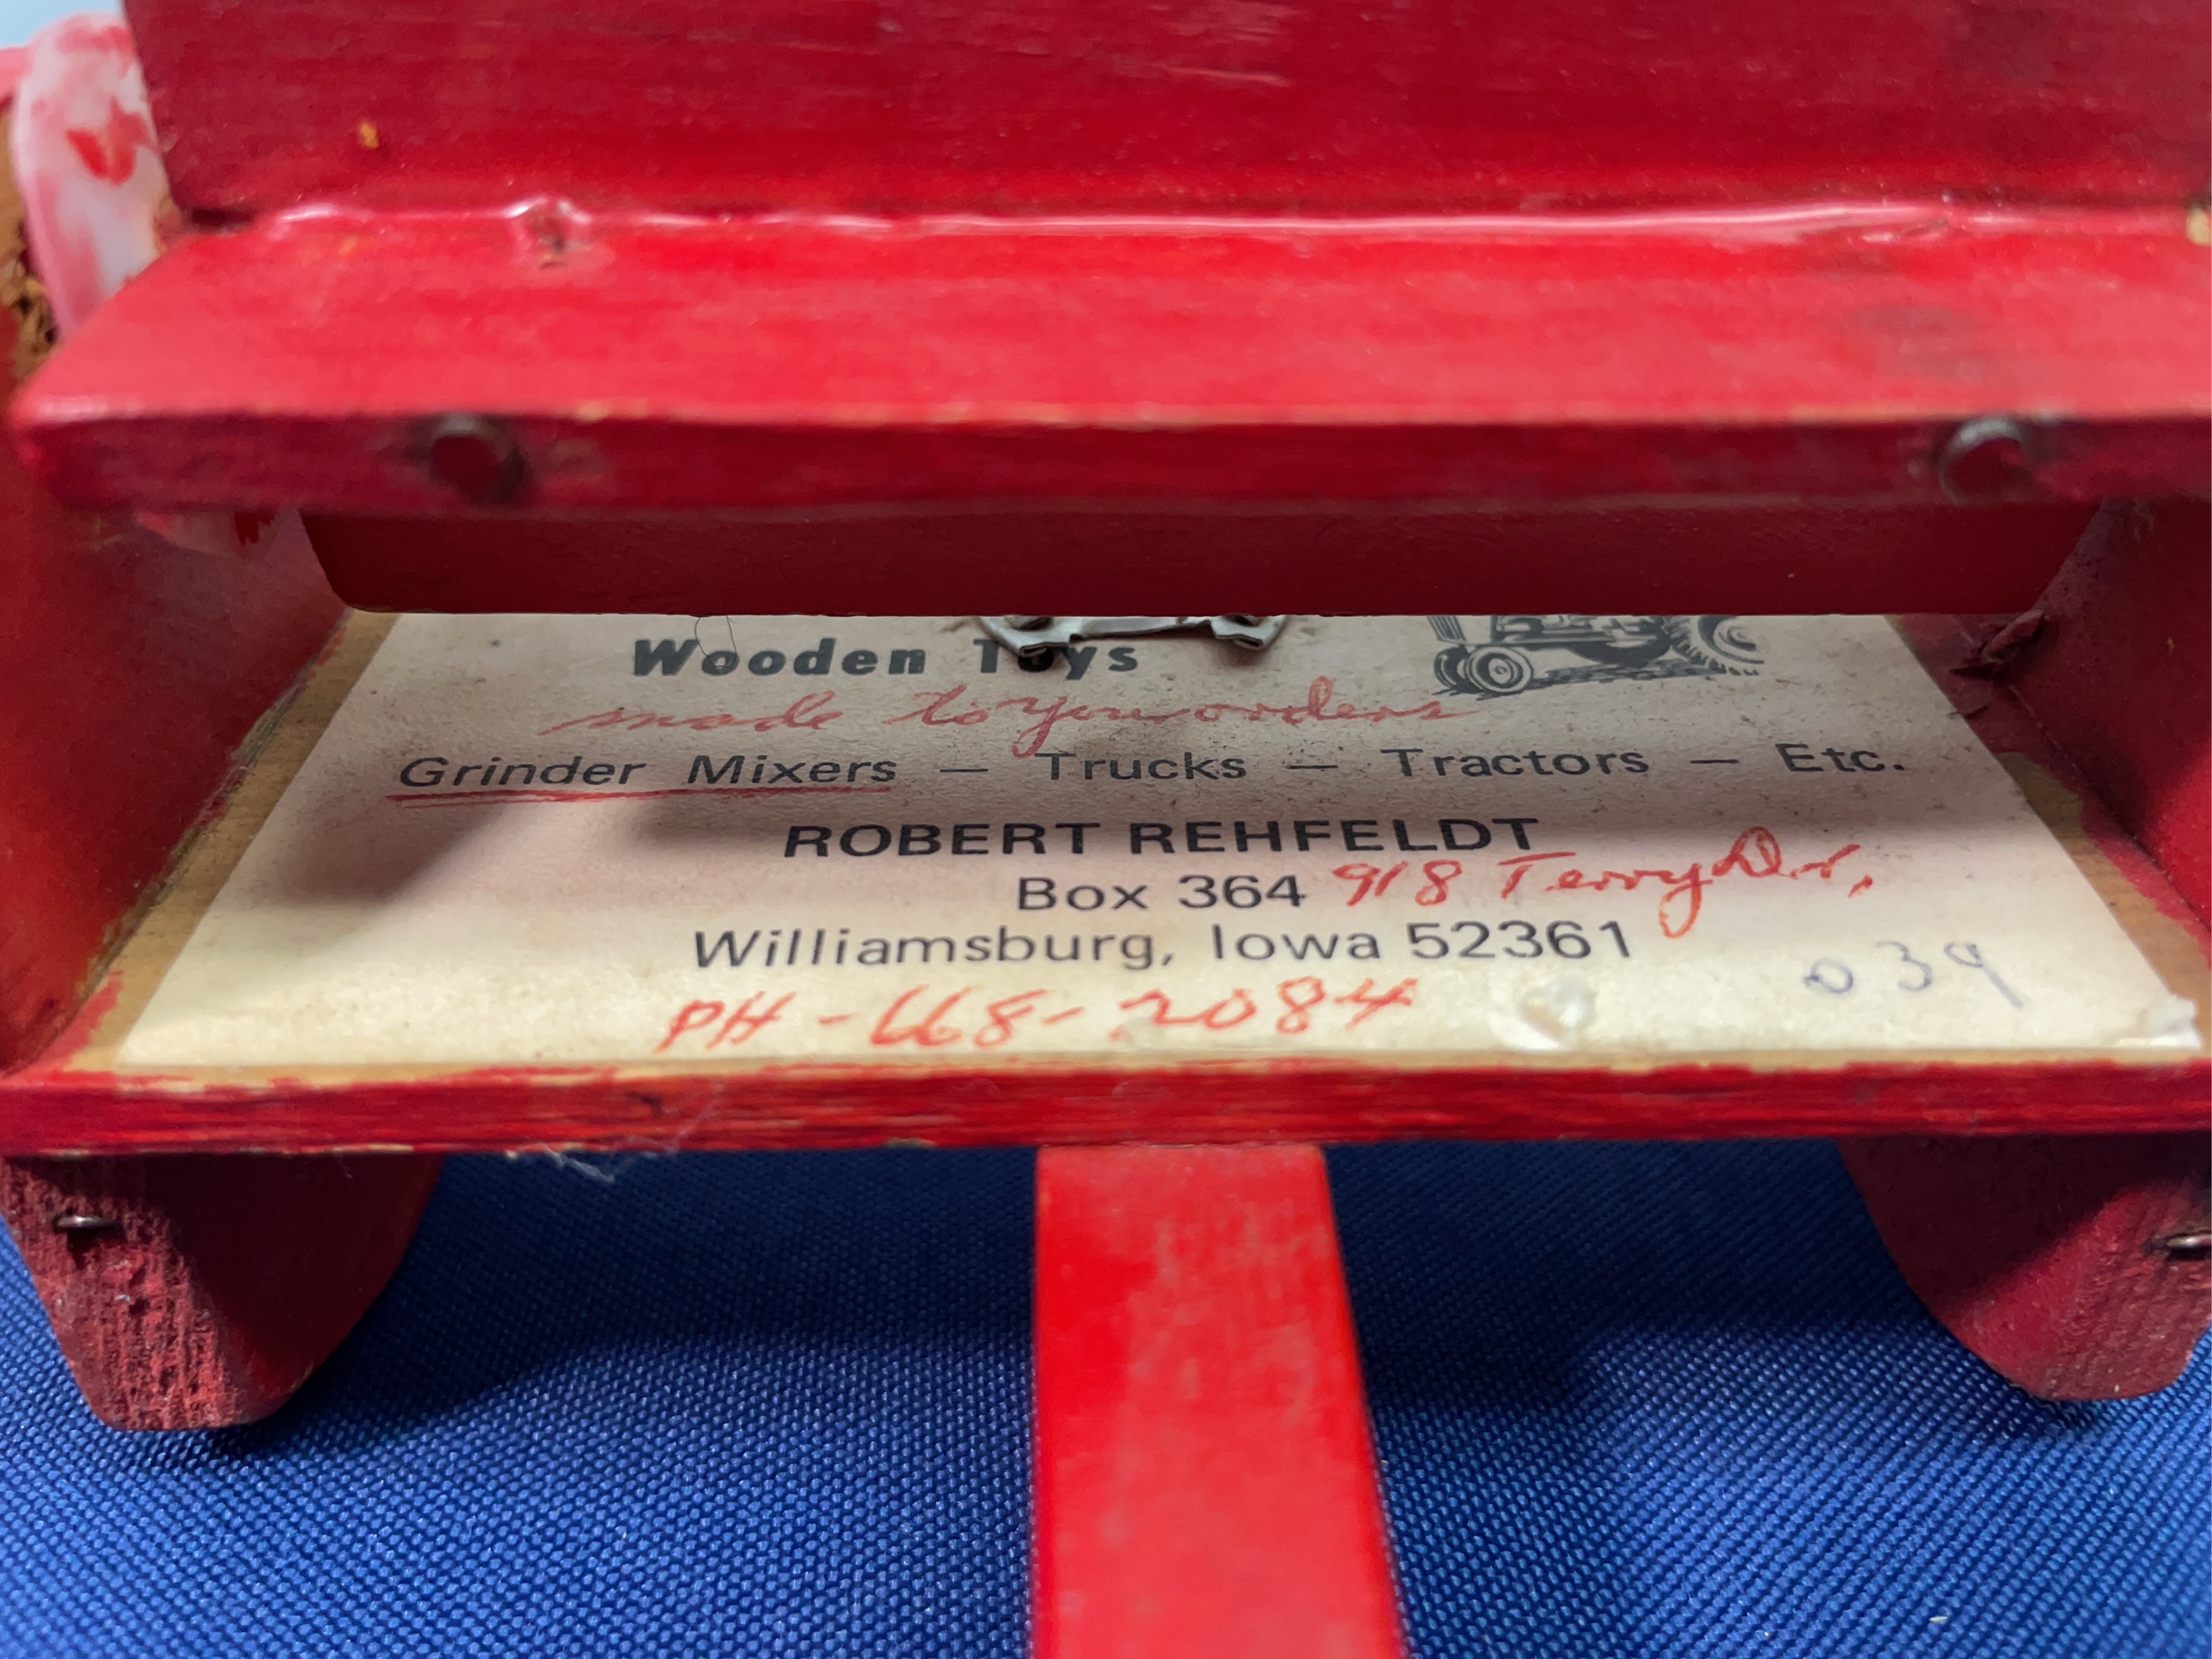 Wooden Toys
made to your orders
Grinder Mixers — Trucks — Tractors — Etc.
ROBERT REHFELDT
Box 364 918 Terry Dr,
Williamsburg, Iowa 52361
039
PH - 668-2084